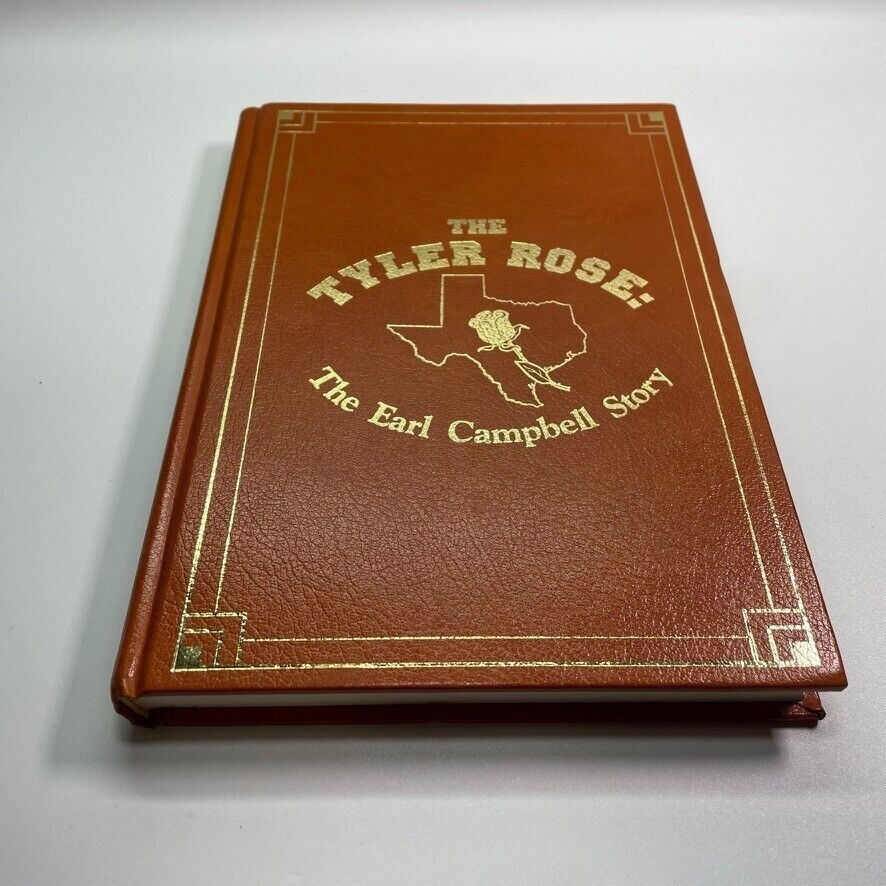 THE
TYLER ROSE:
The Earl Campbell Story